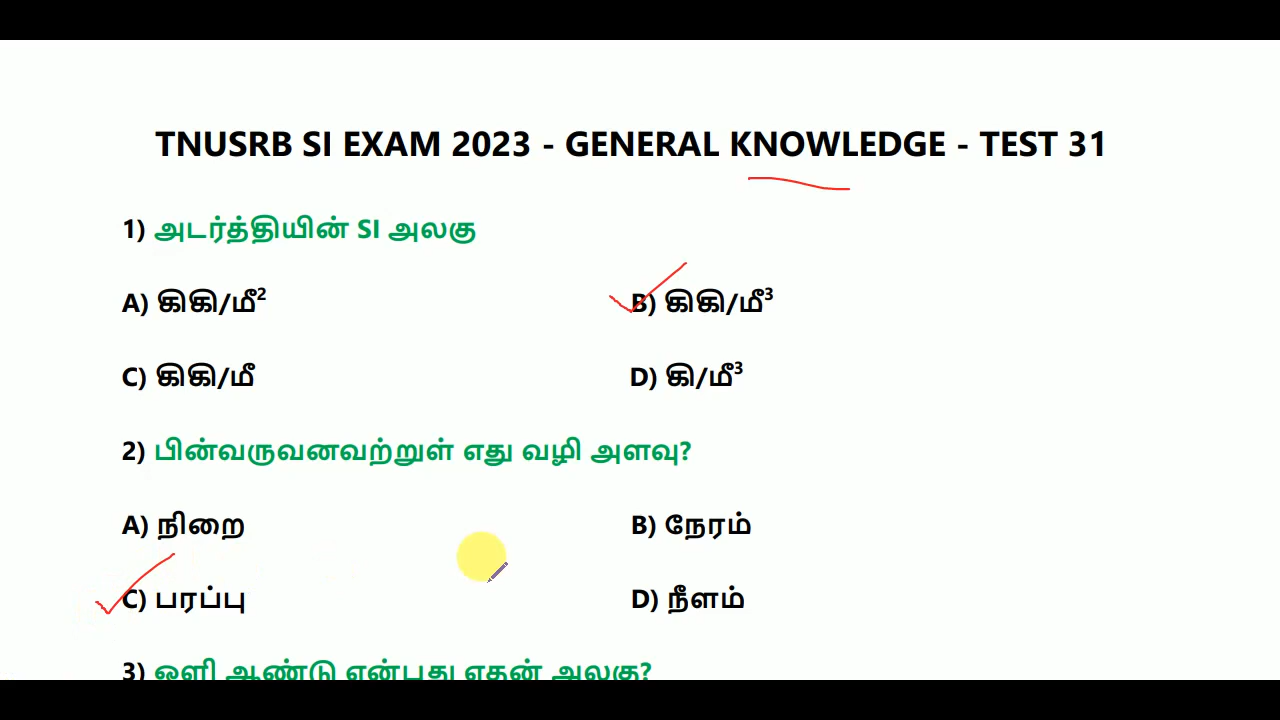 TNUSRB SI EXAM 2023 - GENERAL KNOWLEDGE - TEST 31
1) அடர்த்தியின் SI அலகு
A) கிகி/மீ² B) கிகி/மீ³
C) கிகி/மீ D) கி/மீ³
2) பின்வருவனவற்றுள் எது வழி அளவு?
A) நிறை B) நேரம்
C) பரப்பு D) நீளம்
3) ஒளி ஆண்டு என்பது எதன் அலகு?